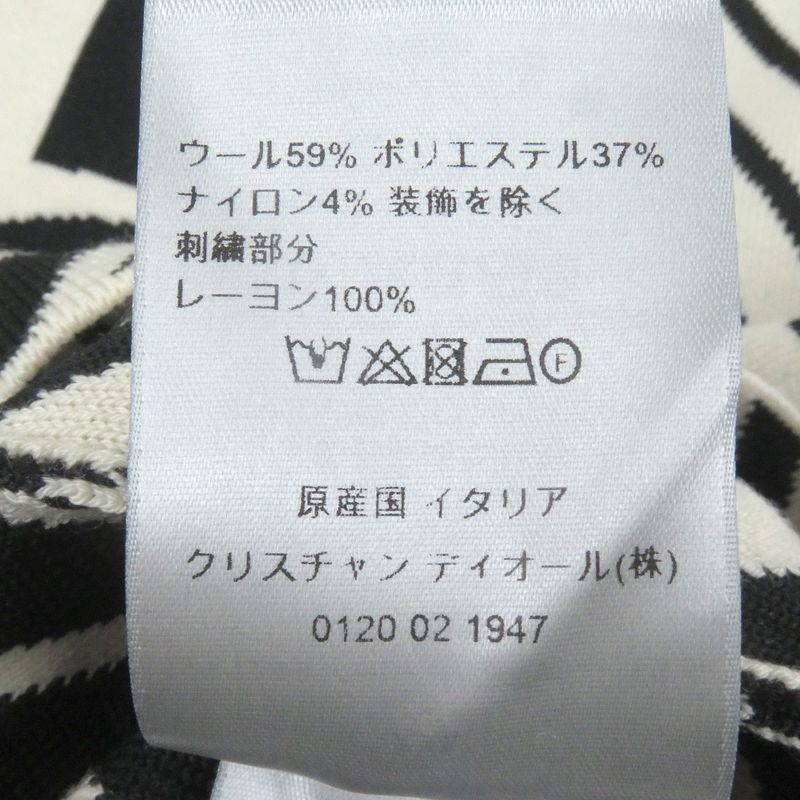 ウール59% ポリエステル37%
ナイロン4% 装飾を除く
刺繍部分
レーヨン100%
F
原産国 イタリア
クリスチャン ディオール(株)
0120 02 1947